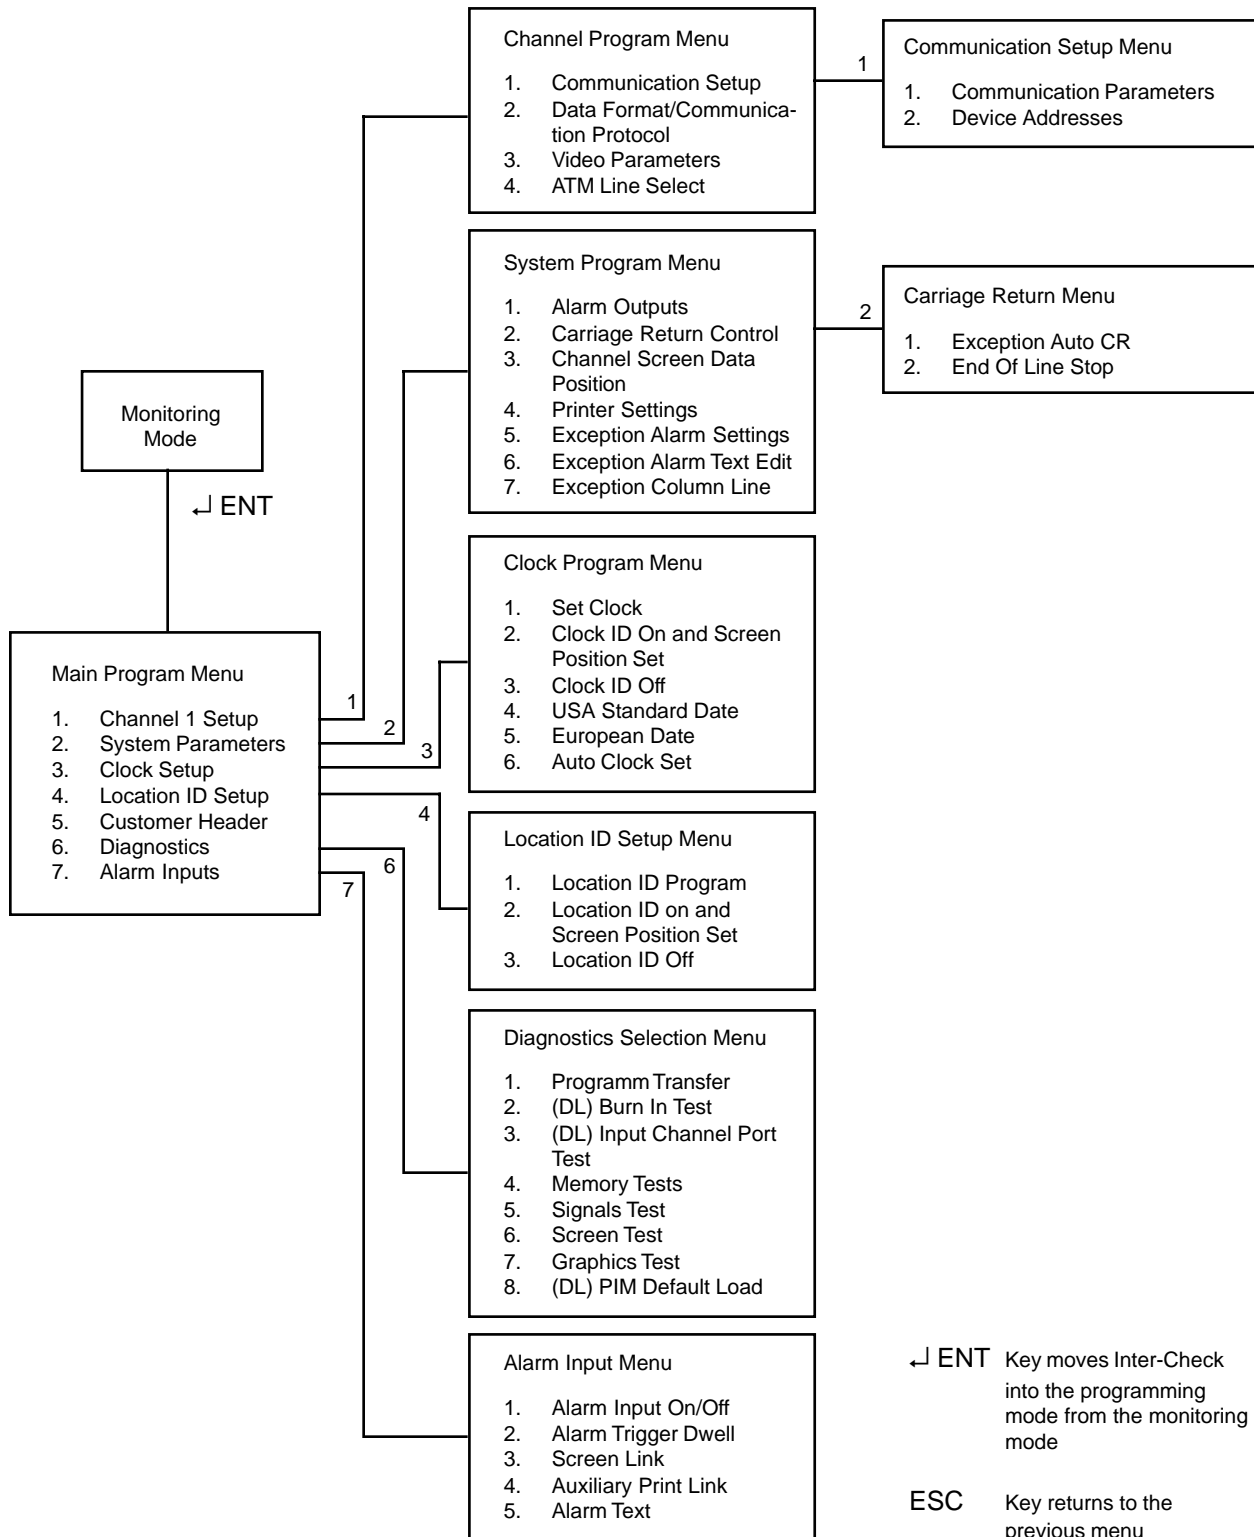 Channel Program Menu
1. Communication Setup
2. Data Format/Communica-
tion Protocol
3. Video Parameters
4. ATM Line Select
1
Communication Setup Menu
1. Communication Parameters
2. Device Addresses
System Program Menu
1. Alarm Outputs
2. Carriage Return Control
3. Channel Screen Data
Position
4. Printer Settings
5. Exception Alarm Settings
6. Exception Alarm Text Edit
7. Exception Column Line
2
Carriage Return Menu
1. Exception Auto CR
2. End Of Line Stop
Monitoring
Mode
↵ ENT
Main Program Menu
1. Channel 1 Setup
2. System Parameters
3. Clock Setup
4. Location ID Setup
5. Customer Header
6. Diagnostics
7. Alarm Inputs
1
2
3
4
6
7
Clock Program Menu
1. Set Clock
2. Clock ID On and Screen
Position Set
3. Clock ID Off
4. USA Standard Date
5. European Date
6. Auto Clock Set
Location ID Setup Menu
1. Location ID Program
2. Location ID on and
Screen Position Set
3. Location ID Off
Diagnostics Selection Menu
1. Programm Transfer
2. (DL) Burn In Test
3. (DL) Input Channel Port
Test
4. Memory Tests
5. Signals Test
6. Screen Test
7. Graphics Test
8. (DL) PIM Default Load
Alarm Input Menu
1. Alarm Input On/Off
2. Alarm Trigger Dwell
3. Screen Link
4. Auxiliary Print Link
5. Alarm Text
↵ ENT Key moves Inter-Check
into the programming
mode from the monitoring
mode
ESC Key returns to the
previous menu